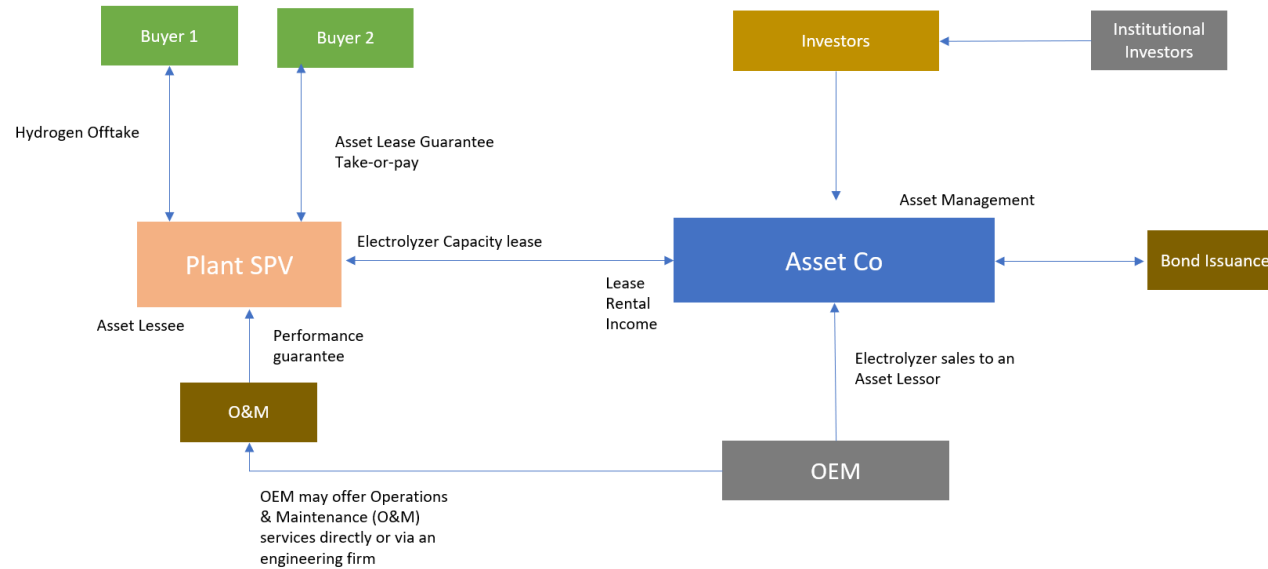 Buyer 1
Buyer 2
Investors
Institutional
Investors
Hydrogen Offtake
Asset Lease Guarantee
Take-or-pay
Asset Management
Plant SPV
Electrolyzer Capacity lease
Asset Co
Bond Issuance
Lease
Rental
Income
Asset Lessee
Performance
guarantee
Electrolyzer sales to an
Asset Lessor
O&M
OEM
OEM may offer Operations
& Maintenance (O&M)
services directly or via an
engineering firm